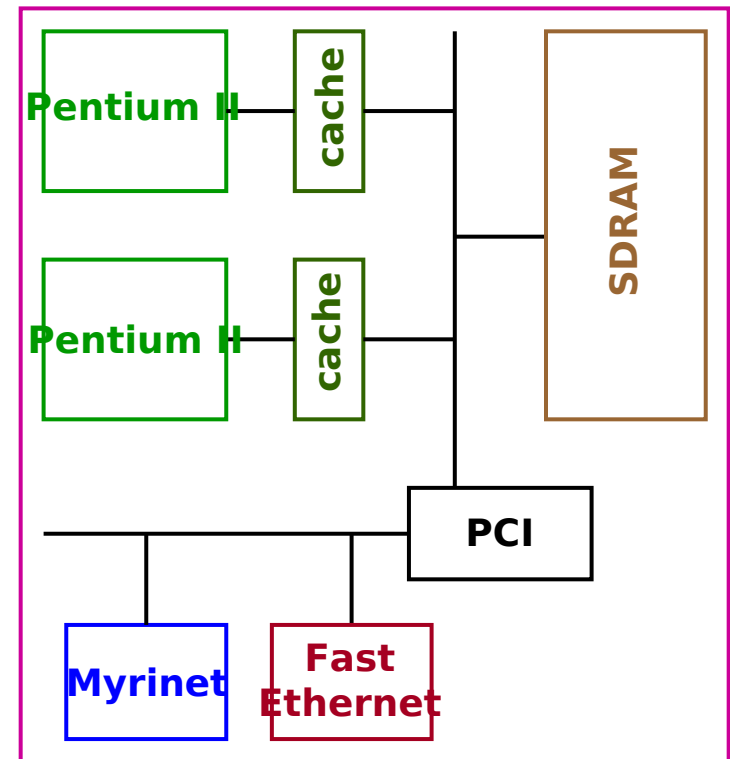 Pentium II
cache
SDRAM
Pentium II
cache
PCI
Myrinet
Fast
Ethernet